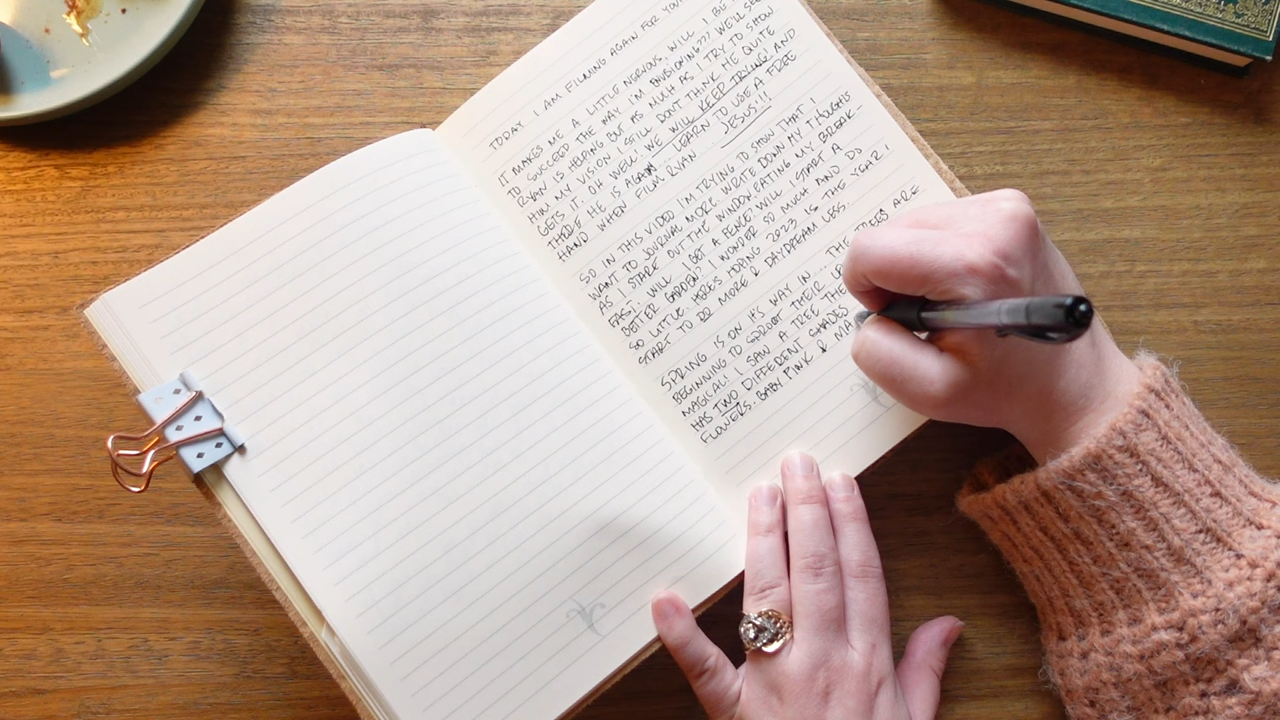 TODAY I AM FILMING AGAIN FOR YOU
IT MAKES ME A LITTLE NERVOUS, WILL I BE
TO SUCCEED THE WAY I'M ENVISIONING??? WE'LL SEE
RYAN IS HELPING BUT AS MUCH AS I TRY TO SHOW
HIM MY VISION I STILL DON'T THINK HE QUITE
GETS IT. OH WELL. WE WILL KEEP TRYING! AND
THERE HE IS AGAIN ... LEARN TO USE A FREE
HAND WHEN FILMING RYAN ... JESUS!!!
SO IN THIS VIDEO I'M TRYING TO SHOW THAT I
WANT TO JOURNAL MORE, WRITE DOWN MY THOUGHTS
AS I STARE OUT THE WINDOW EATING MY BREAK-
FAST. WILL I GET A FENCE? WILL I START A
BETTER GARDEN? I WONDER SO MUCH AND DO
SO LITTLE. HERE'S HOPING 2023 IS THE YEAR I
START TO DO MORE & DAYDREAM LESS.
SPRING IS ON IT'S WAY IN ... THE TREES ARE
BEGINNING TO SPROUT THEIR
MAGICAL! I SAW A TREE THE
HAS TWO DIFFERENT SHADES
FLOWERS. BABY PINK & MA